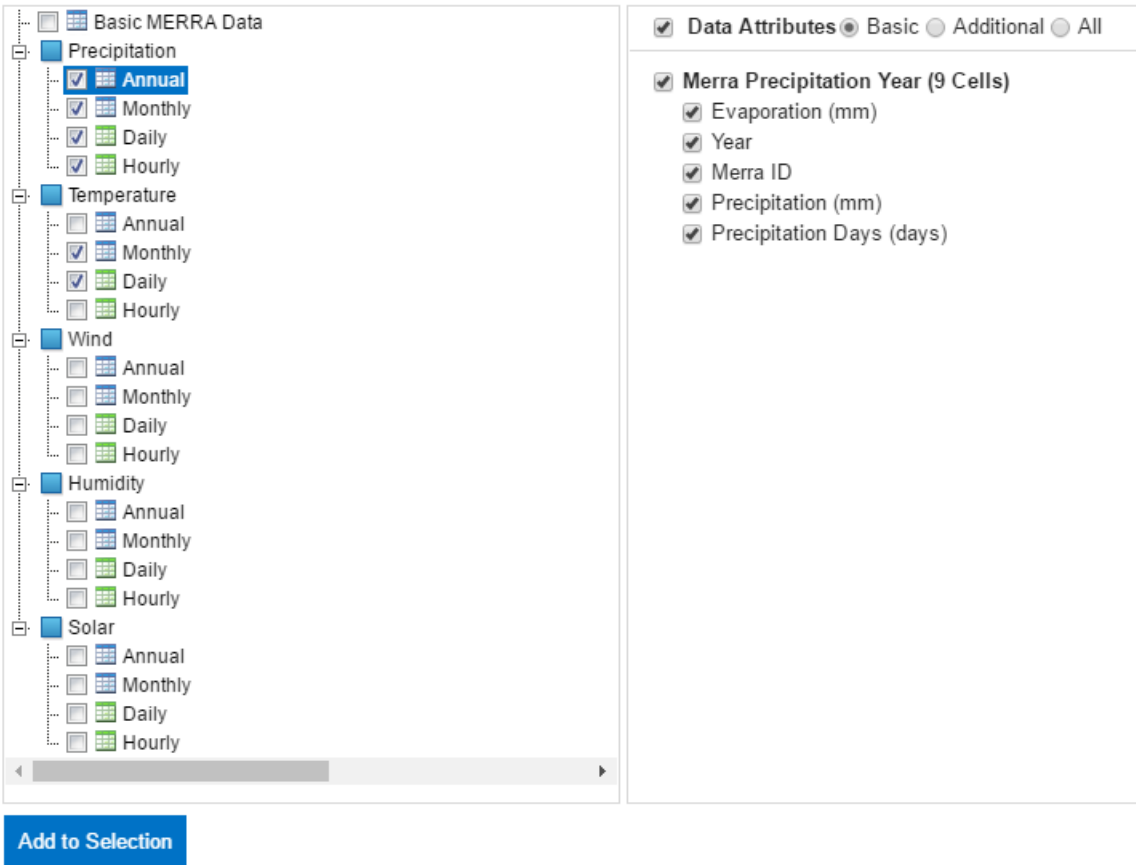 Basic MERRA Data
Precipitation
Annual
Monthly
Daily
Hourly
Temperature
Annual
Monthly
Daily
Hourly
Wind
Annual
Monthly
Daily
Hourly
Humidity
Annual
Monthly
Daily
Hourly
Solar
Annual
Monthly
Daily
Hourly
Data Attributes Basic Additional All
Merra Precipitation Year (9 Cells)
Evaporation (mm)
Year
Merra ID
Precipitation (mm)
Precipitation Days (days)
Add to Selection